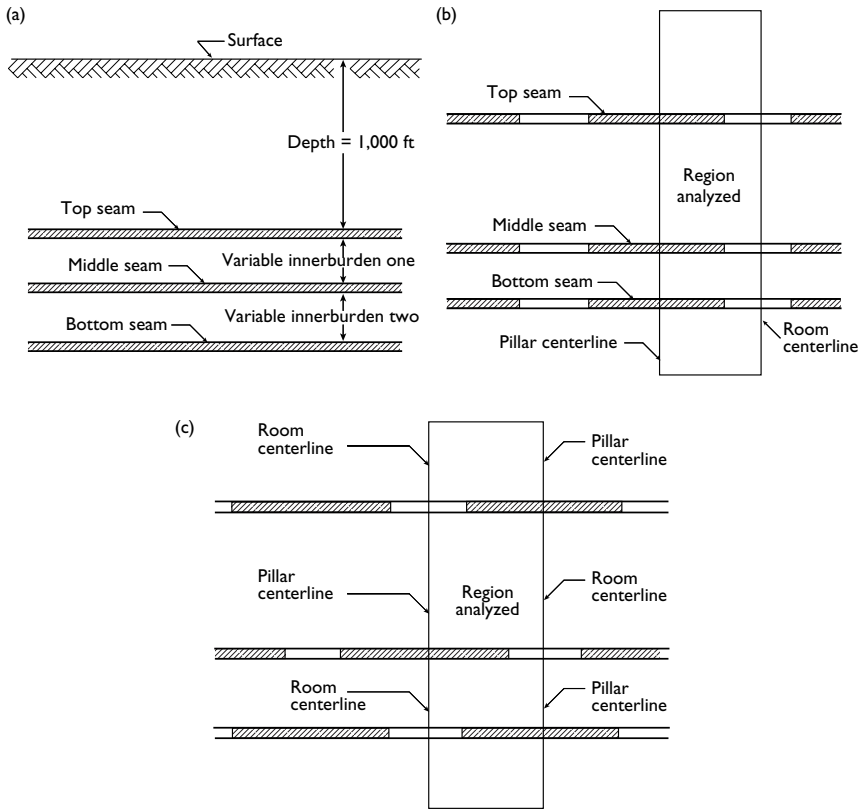 (a)
Surface
Depth = 1,000 ft
Top seam
Variable innerburden one
Middle seam
Variable innerburden two
Bottom seam
(b)
Top seam
Region
analyzed
Middle seam
Bottom seam
Pillar centerline
Room
centerline
(c)
Room
centerline
Pillar
centerline
Pillar
centerline
Region
analyzed
Room
centerline
Room
centerline
Pillar
centerline